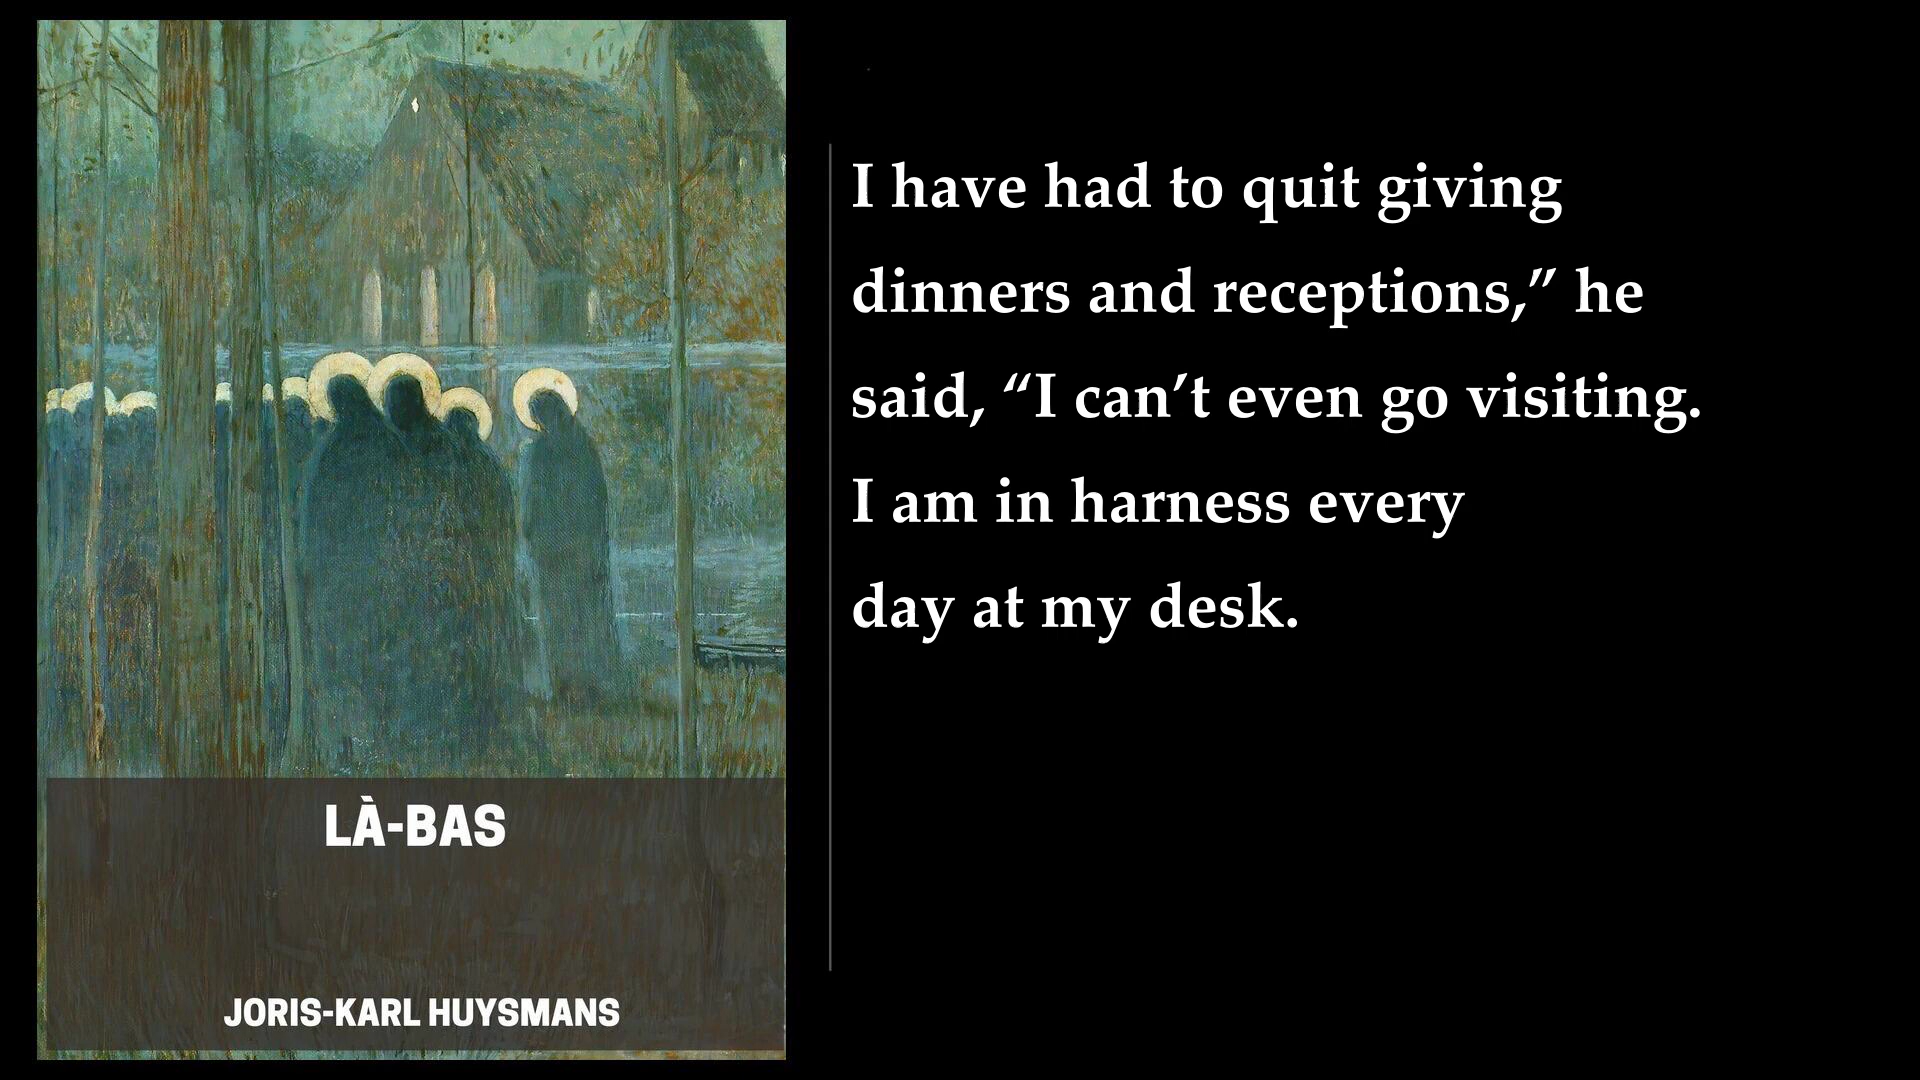 LÀ-BAS
JORIS-KARL HUYSMANS
I have had to quit giving
dinners and receptions,” he
said, “I can’t even go visiting.
I am in harness every
day at my desk.